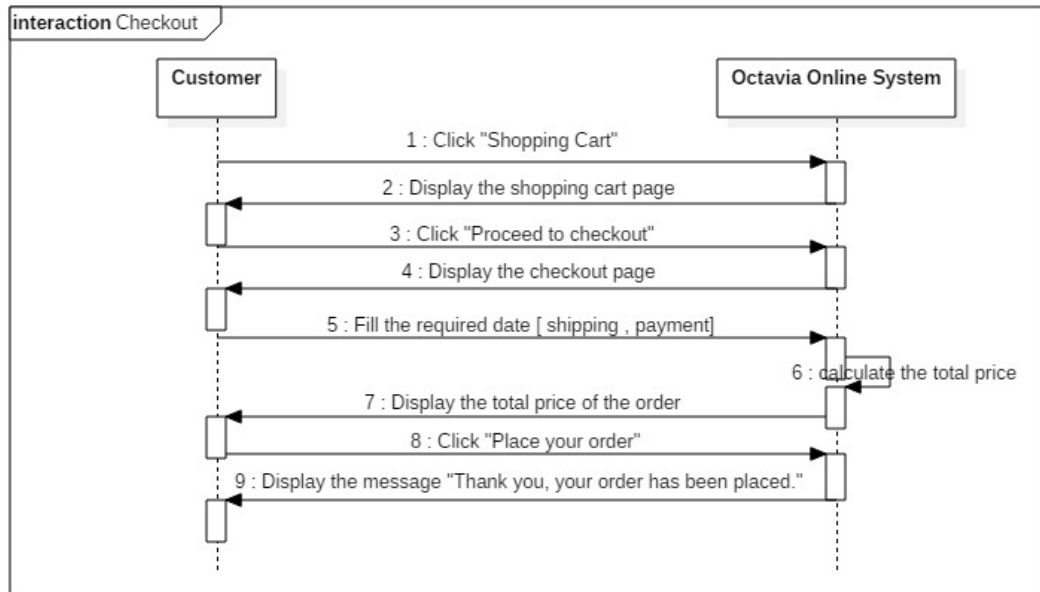 interaction Checkout
Customer
Octavia Online System
1 : Click "Shopping Cart"
2 : Display the shopping cart page
3 : Click "Proceed to checkout"
4 : Display the checkout page
5 : Fill the required date [ shipping , payment]
6 : calculate the total price
7 : Display the total price of the order
8 : Click "Place your order"
9 : Display the message "Thank you, your order has been placed."